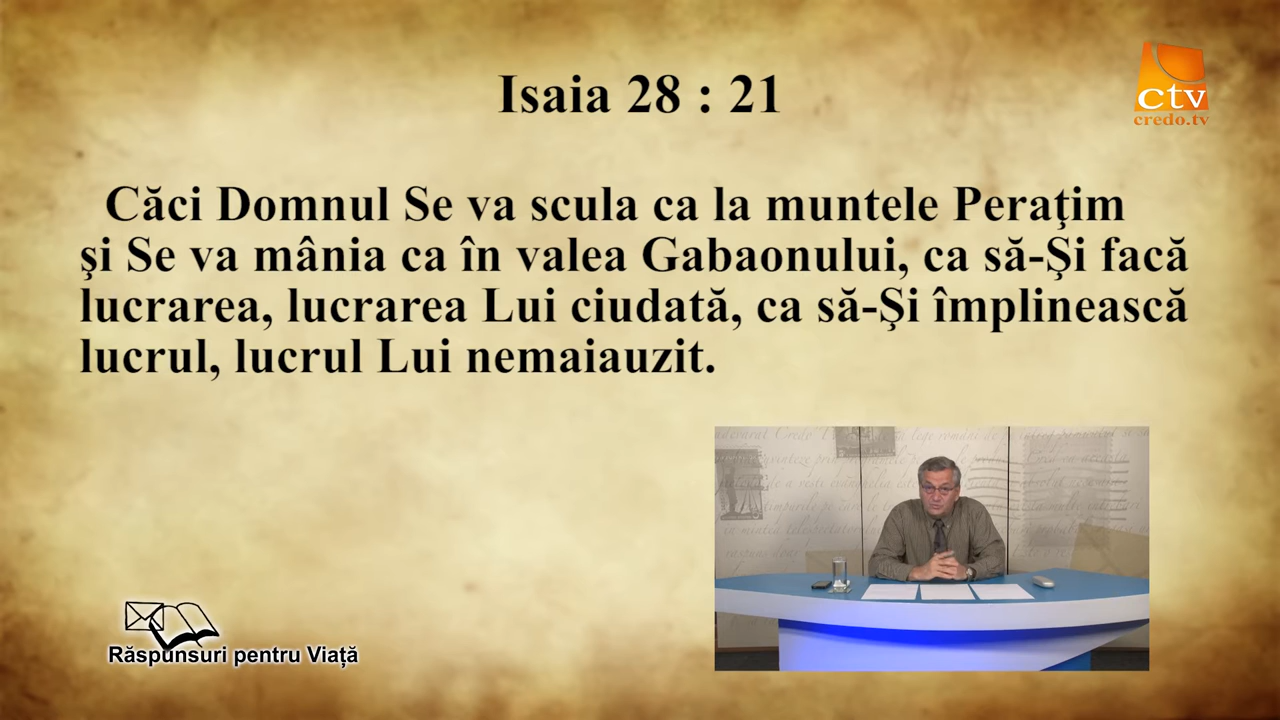 Isaia 28 : 21
ctv
credo.tv
Căci Domnul Se va scula ca la muntele Peraţim
şi Se va mânia ca în valea Gabaonului, ca să-Şi facă
lucrarea, lucrarea Lui ciudată, ca să-Şi împlinească
lucrul, lucrul Lui nemaiauzit.
Răspunsuri pentru Viață